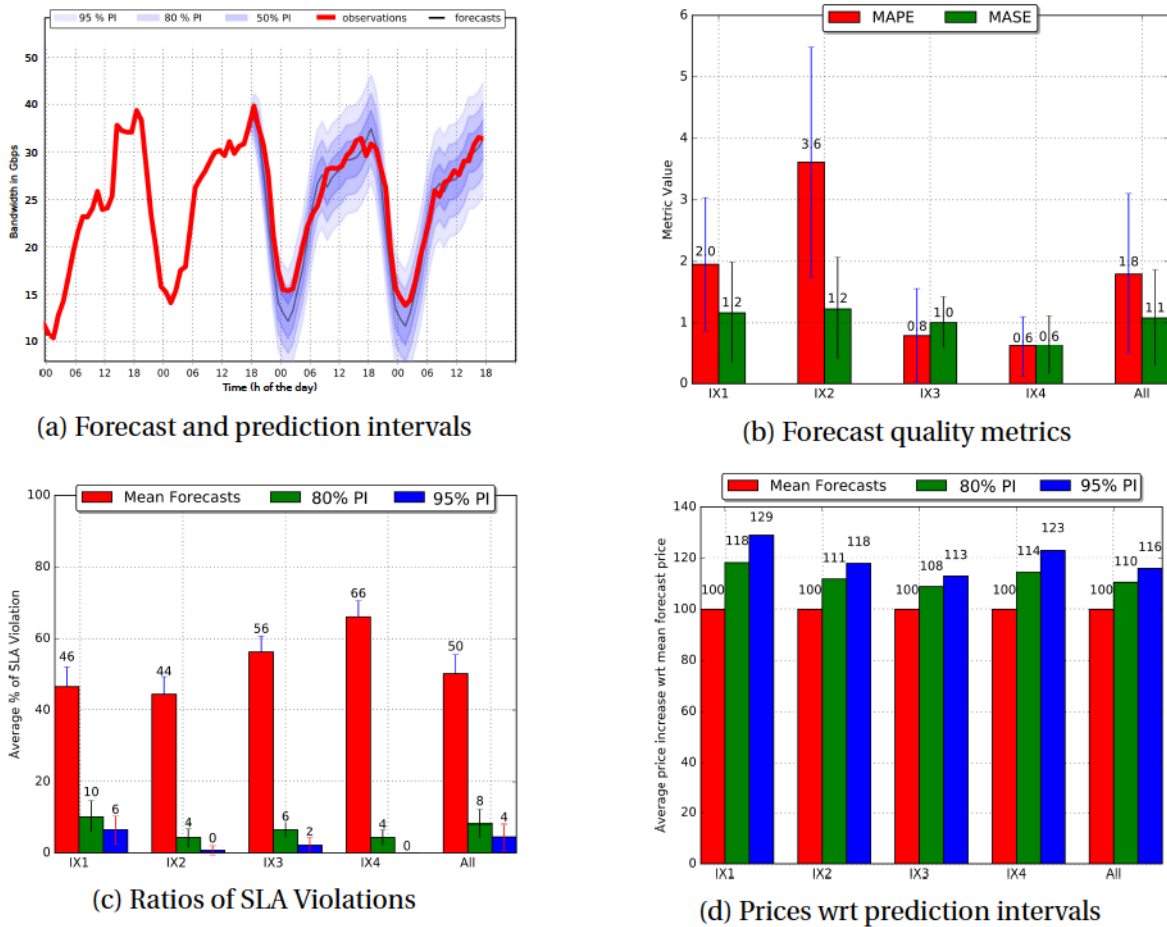 95 % PI 80 % PI 50% PI observations forecasts
Bandwidth in Gbps
50
40
30
20
15
10
00 06 12 18 00 06 12 18 00 06 12 18 00 06 12 18
Time (h of the day)
(a) Forecast and prediction intervals
MAPE MASE
Metric Value
6
5
4
3
2
1
0
2.0 1.2 3.6 1.2 0.8 1.0 0.6 0.6 1.8 1.1
IX1 IX2 IX3 IX4 All
(b) Forecast quality metrics
Mean Forecasts 80% PI 95% PI
Average % of SLA Violation
100
80
60
40
20
0
46 10 6 44 4 0 56 6 2 66 4 0 50 8 4
IX1 IX2 IX3 IX4 All
(c) Ratios of SLA Violations
Mean Forecasts 80% PI 95% PI
Average price increase wrt mean forecast price
140
120
100
80
60
40
20
0
100 118 129 100 111 118 100 108 113 100 114 123 100 110 116
IX1 IX2 IX3 IX4 All
(d) Prices wrt prediction intervals